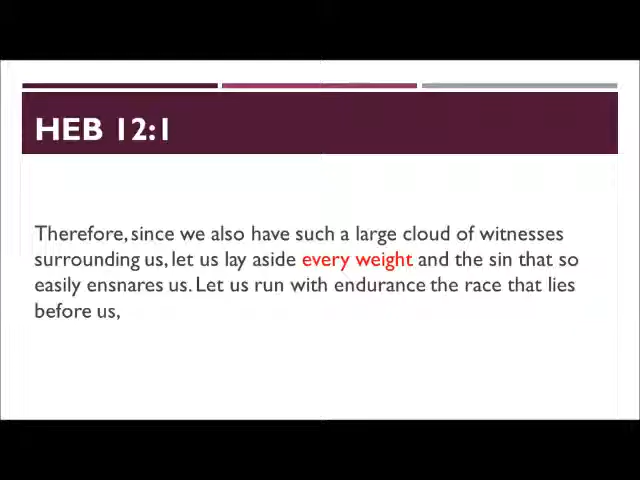 HEB 12:1
Therefore, since we also have such a large cloud of witnesses
surrounding us, let us lay aside every weight and the sin that so
easily ensnares us. Let us run with endurance the race that lies
before us,